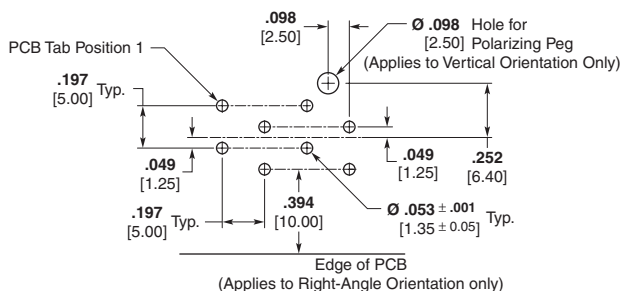 .098
[2.50]
Ø .098 Hole for
[2.50] Polarizing Peg
(Applies to Vertical Orientation Only)
PCB Tab Position 1
.197
[5.00] Typ.
.049
[1.25]
.049
[1.25]
.252
[6.40]
.197
[5.00] Typ.
.394
[10.00]
Ø .053 ± .001
[1.35 ± 0.05] Typ.
Edge of PCB
(Applies to Right-Angle Orientation only)